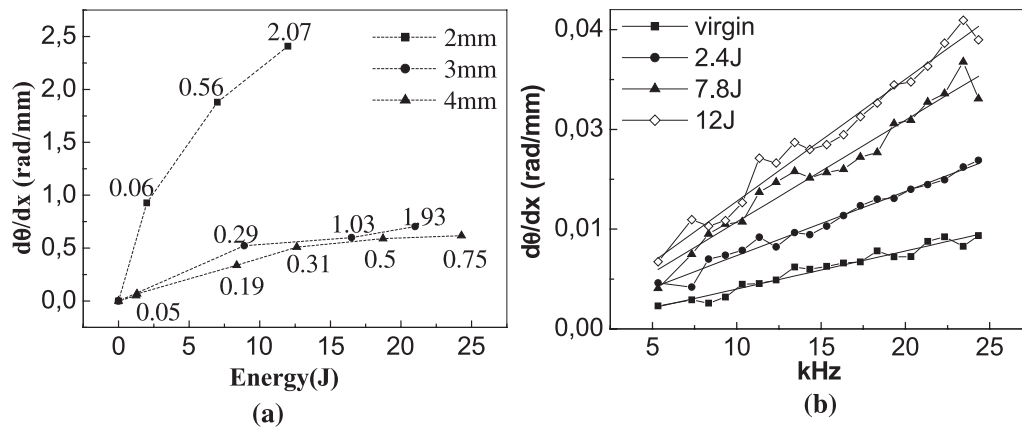 2,5
2,0
1,5
1,0
0,5
0,0
dθ/dx (rad/mm)
2.07
0.56
0.06
0.29
1.03
1.93
0.05
0.19
0.31
0.5
0.75
2mm
3mm
4mm
0 5 10 15 20 25
Energy(J)
(a)
0,04
0,03
0,01
0,00
dθ/dx (rad/mm)
virgin
2.4J
7.8J
12J
5 10 15 20 25
kHz
(b)